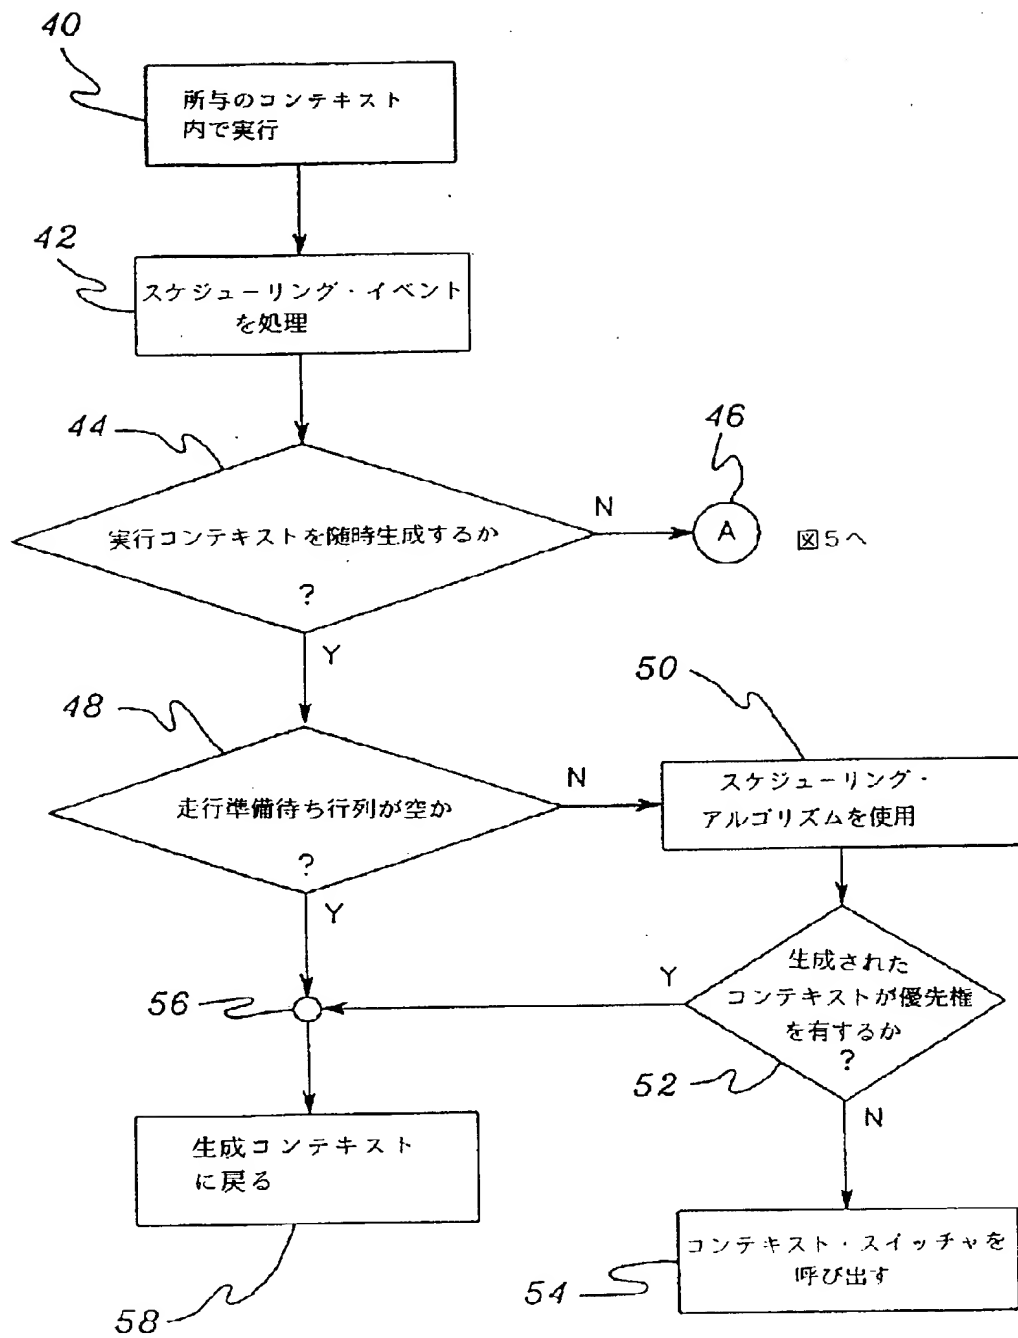 40
所与のコンテキスト
内で実行
42
スケジューリング・イベント
を処理
44
46
実行コンテキストを随時生成するか
?
N
A
図5へ
Y
48
50
走行準備待ち行列が空か
?
N
スケジューリング・
アルゴリズムを使用
Y
56
Y
生成された
コンテキストが優先権
を有するか
?
52
N
生成コンテキスト
に戻る
58
コンテキスト・スイッチャを
呼び出す
54